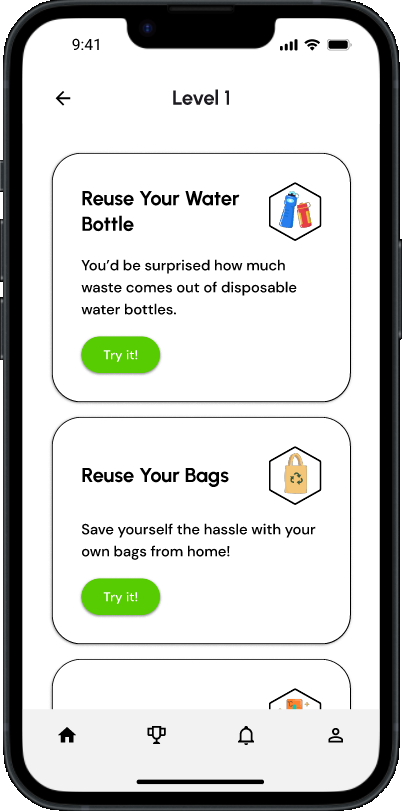 9:41
Level 1
Reuse Your Water
Bottle
You’d be surprised how much
waste comes out of disposable
water bottles.
Try it!
Reuse Your Bags
Save yourself the hassle with your
own bags from home!
Try it!